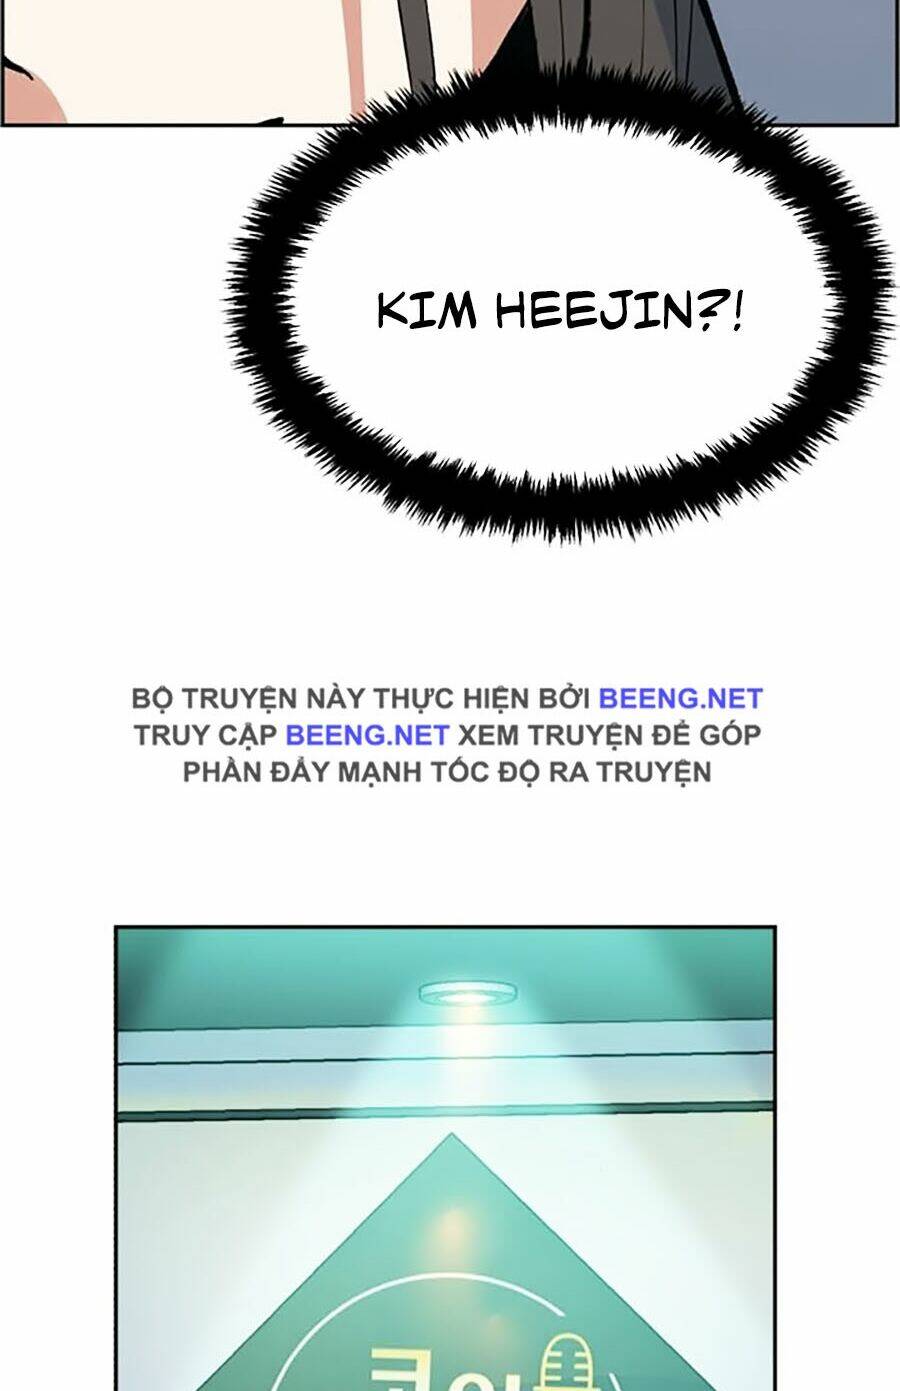 KIM HEEJIN?!
BỘ TRUYỆN NÀY THỰC HIỆN BỞI BEENG.NET
TRUY CẬP BEENG.NET XEM TRUYỆN ĐỂ GÓP
PHẦN ĐẨY MẠNH TỐC ĐỘ RA TRUYỆN